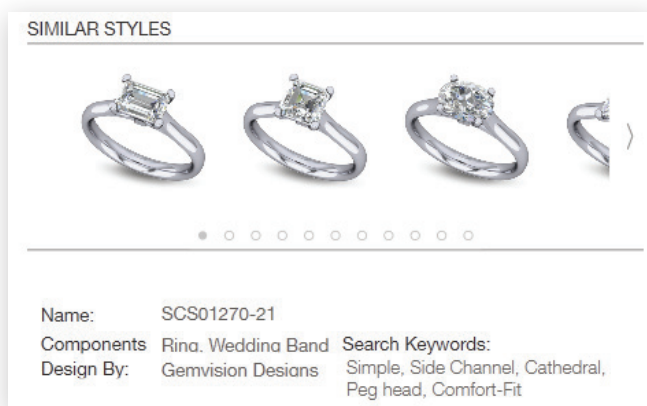 SIMILAR STYLES
Name: SCS01270-21
Components Ring, Wedding Band Search Keywords:
Design By: Gemvision Designs Simple, Side Channel, Cathedral,
Peg head, Comfort-Fit